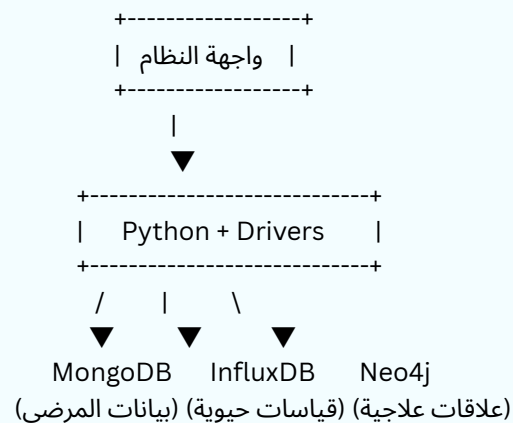 +------------------+
| واجهة النظام |
+------------------+
|
▼
+-----------------------------+
| Python + Drivers |
+-----------------------------+
/ | \
▼ ▼ ▼
MongoDB InfluxDB Neo4j
(بيانات المرضى) (قياسات حيوية) (علاقات علاجية)